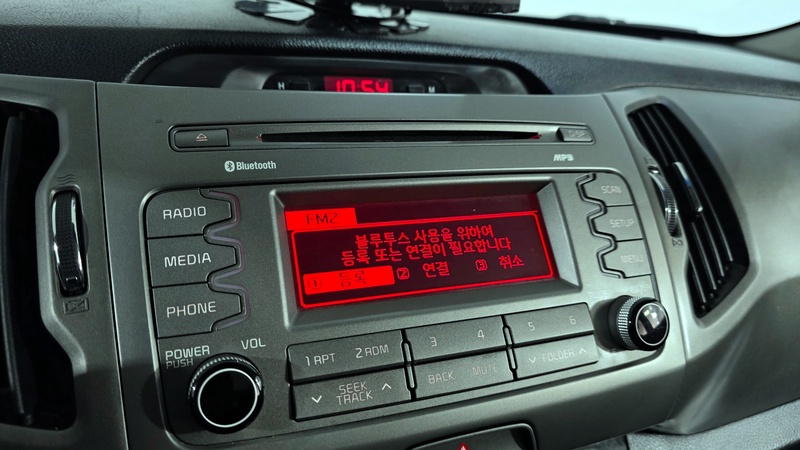 H 10:54 M
DISP
Bluetooth
MP3
RADIO
MEDIA
PHONE
POWER
PUSH
VOL
FM2
블루투스 사용을 위하여
등록 또는 연결이 필요합니다
① 등록 ② 연결 ③ 취소
SCAN
SETUP
MENU
1 RPT 2 RDM
3 4
5 6
SEEK
TRACK
BACK MUTE
FOLDER